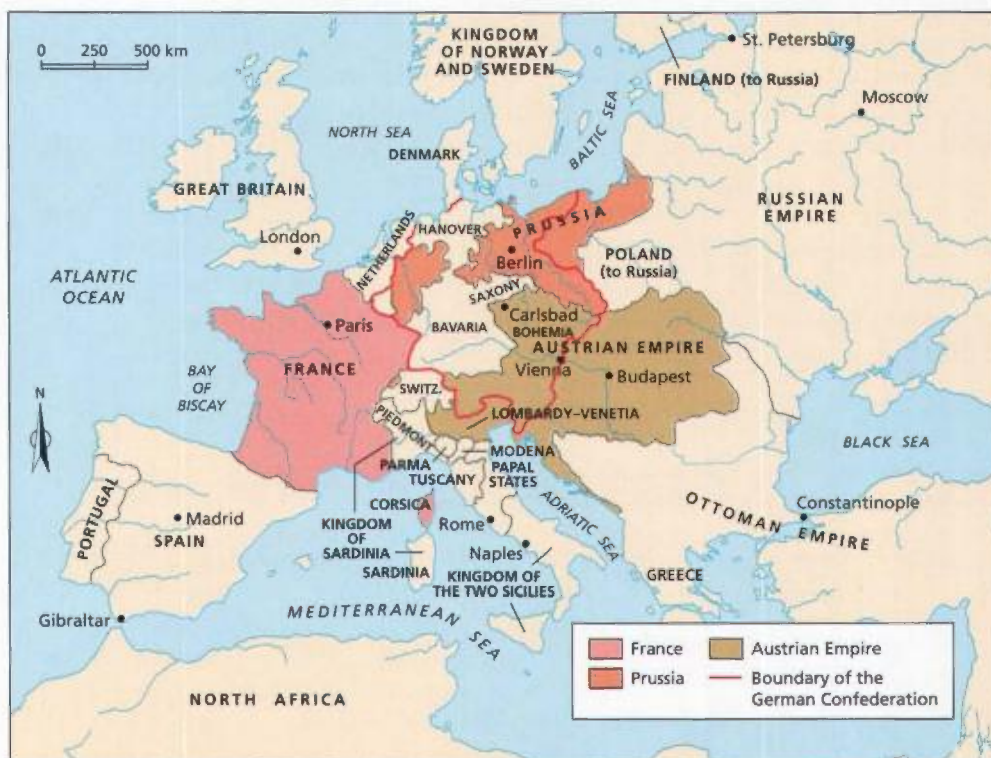 0 250 500 km
KINGDOM
OF NORWAY
AND SWEDEN
St. Petersburg
FINLAND (to Russia)
Moscow
NORTH SEA
BALTIC SEA
DENMARK
GREAT BRITAIN
RUSSIAN
EMPIRE
London
NETHERLANDS
HANOVER
PRUSSIA
Berlin
POLAND
(to Russia)
ATLANTIC
OCEAN
SAXONY
Carlsbad
BOHEMIA
Paris
BAVARIA
AUSTRIAN EMPIRE
Vienna
FRANCE
Budapest
N
BAY
OF
BISCAY
SWITZ.
LOMBARDY–VENETIA
PIEDMONT
BLACK SEA
MODENA
PARMA
PAPAL
STATES
TUSCANY
CORSICA
ADRIATIC SEA
Constantinople
OTTOMAN EMPIRE
PORTUGAL
Madrid
SPAIN
Rome
KINGDOM
OF
SARDINIA
SARDINIA
Naples
KINGDOM OF
THE TWO SICILIES
GREECE
Gibraltar
MEDITERRANEAN SEA
NORTH AFRICA
France
Prussia
Austrian Empire
Boundary of the
German Confederation